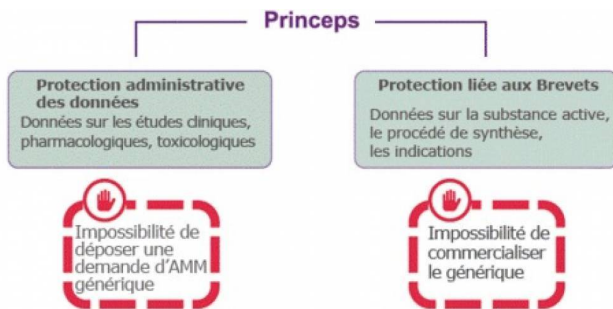 Princeps
Protection administrative
des données
Données sur les études cliniques,
pharmacologiques, toxicologiques
Impossibilité de
déposer une
demande d'AMM
générique
Protection liée aux Brevets
Données sur la substance active,
le procédé de synthèse,
les indications
Impossibilité de
commercialiser
le générique